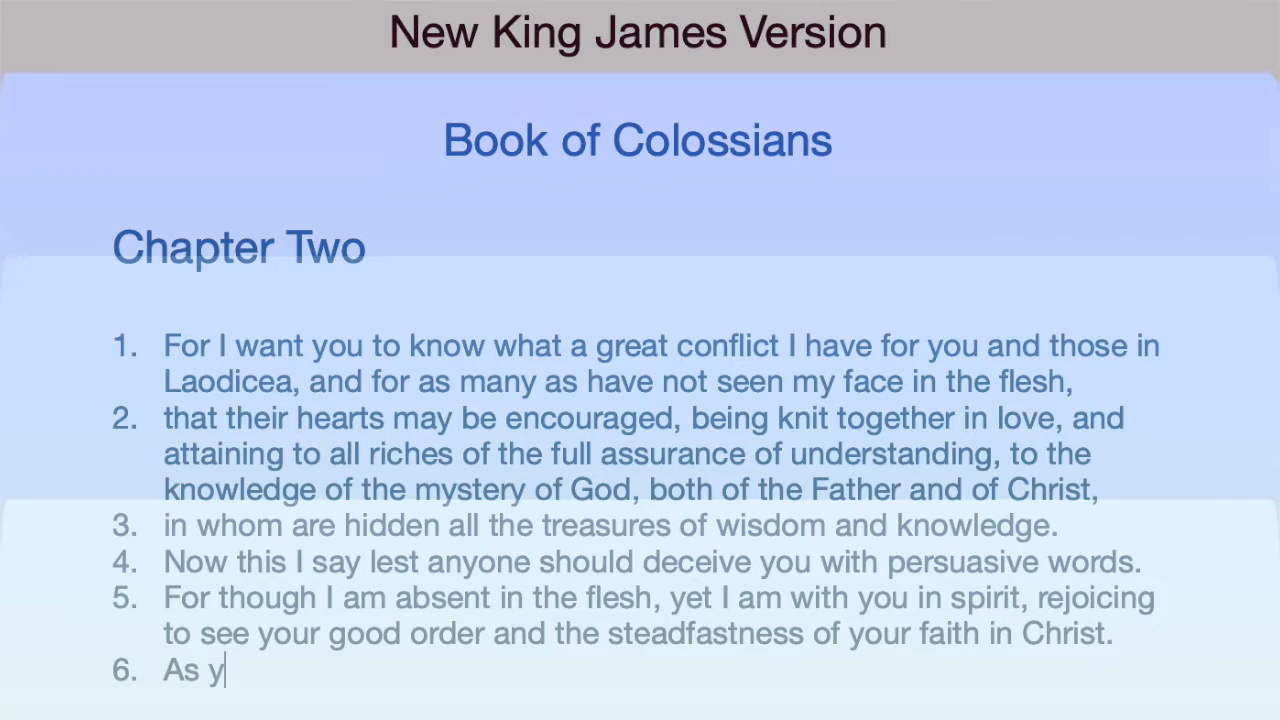 New King James Version
Book of Colossians
Chapter Two
1. For I want you to know what a great conflict I have for you and those in
Laodicea, and for as many as have not seen my face in the flesh,
2. that their hearts may be encouraged, being knit together in love, and
attaining to all riches of the full assurance of understanding, to the
knowledge of the mystery of God, both of the Father and of Christ,
3. in whom are hidden all the treasures of wisdom and knowledge.
4. Now this I say lest anyone should deceive you with persuasive words.
5. For though I am absent in the flesh, yet I am with you in spirit, rejoicing
to see your good order and the steadfastness of your faith in Christ.
6. As y